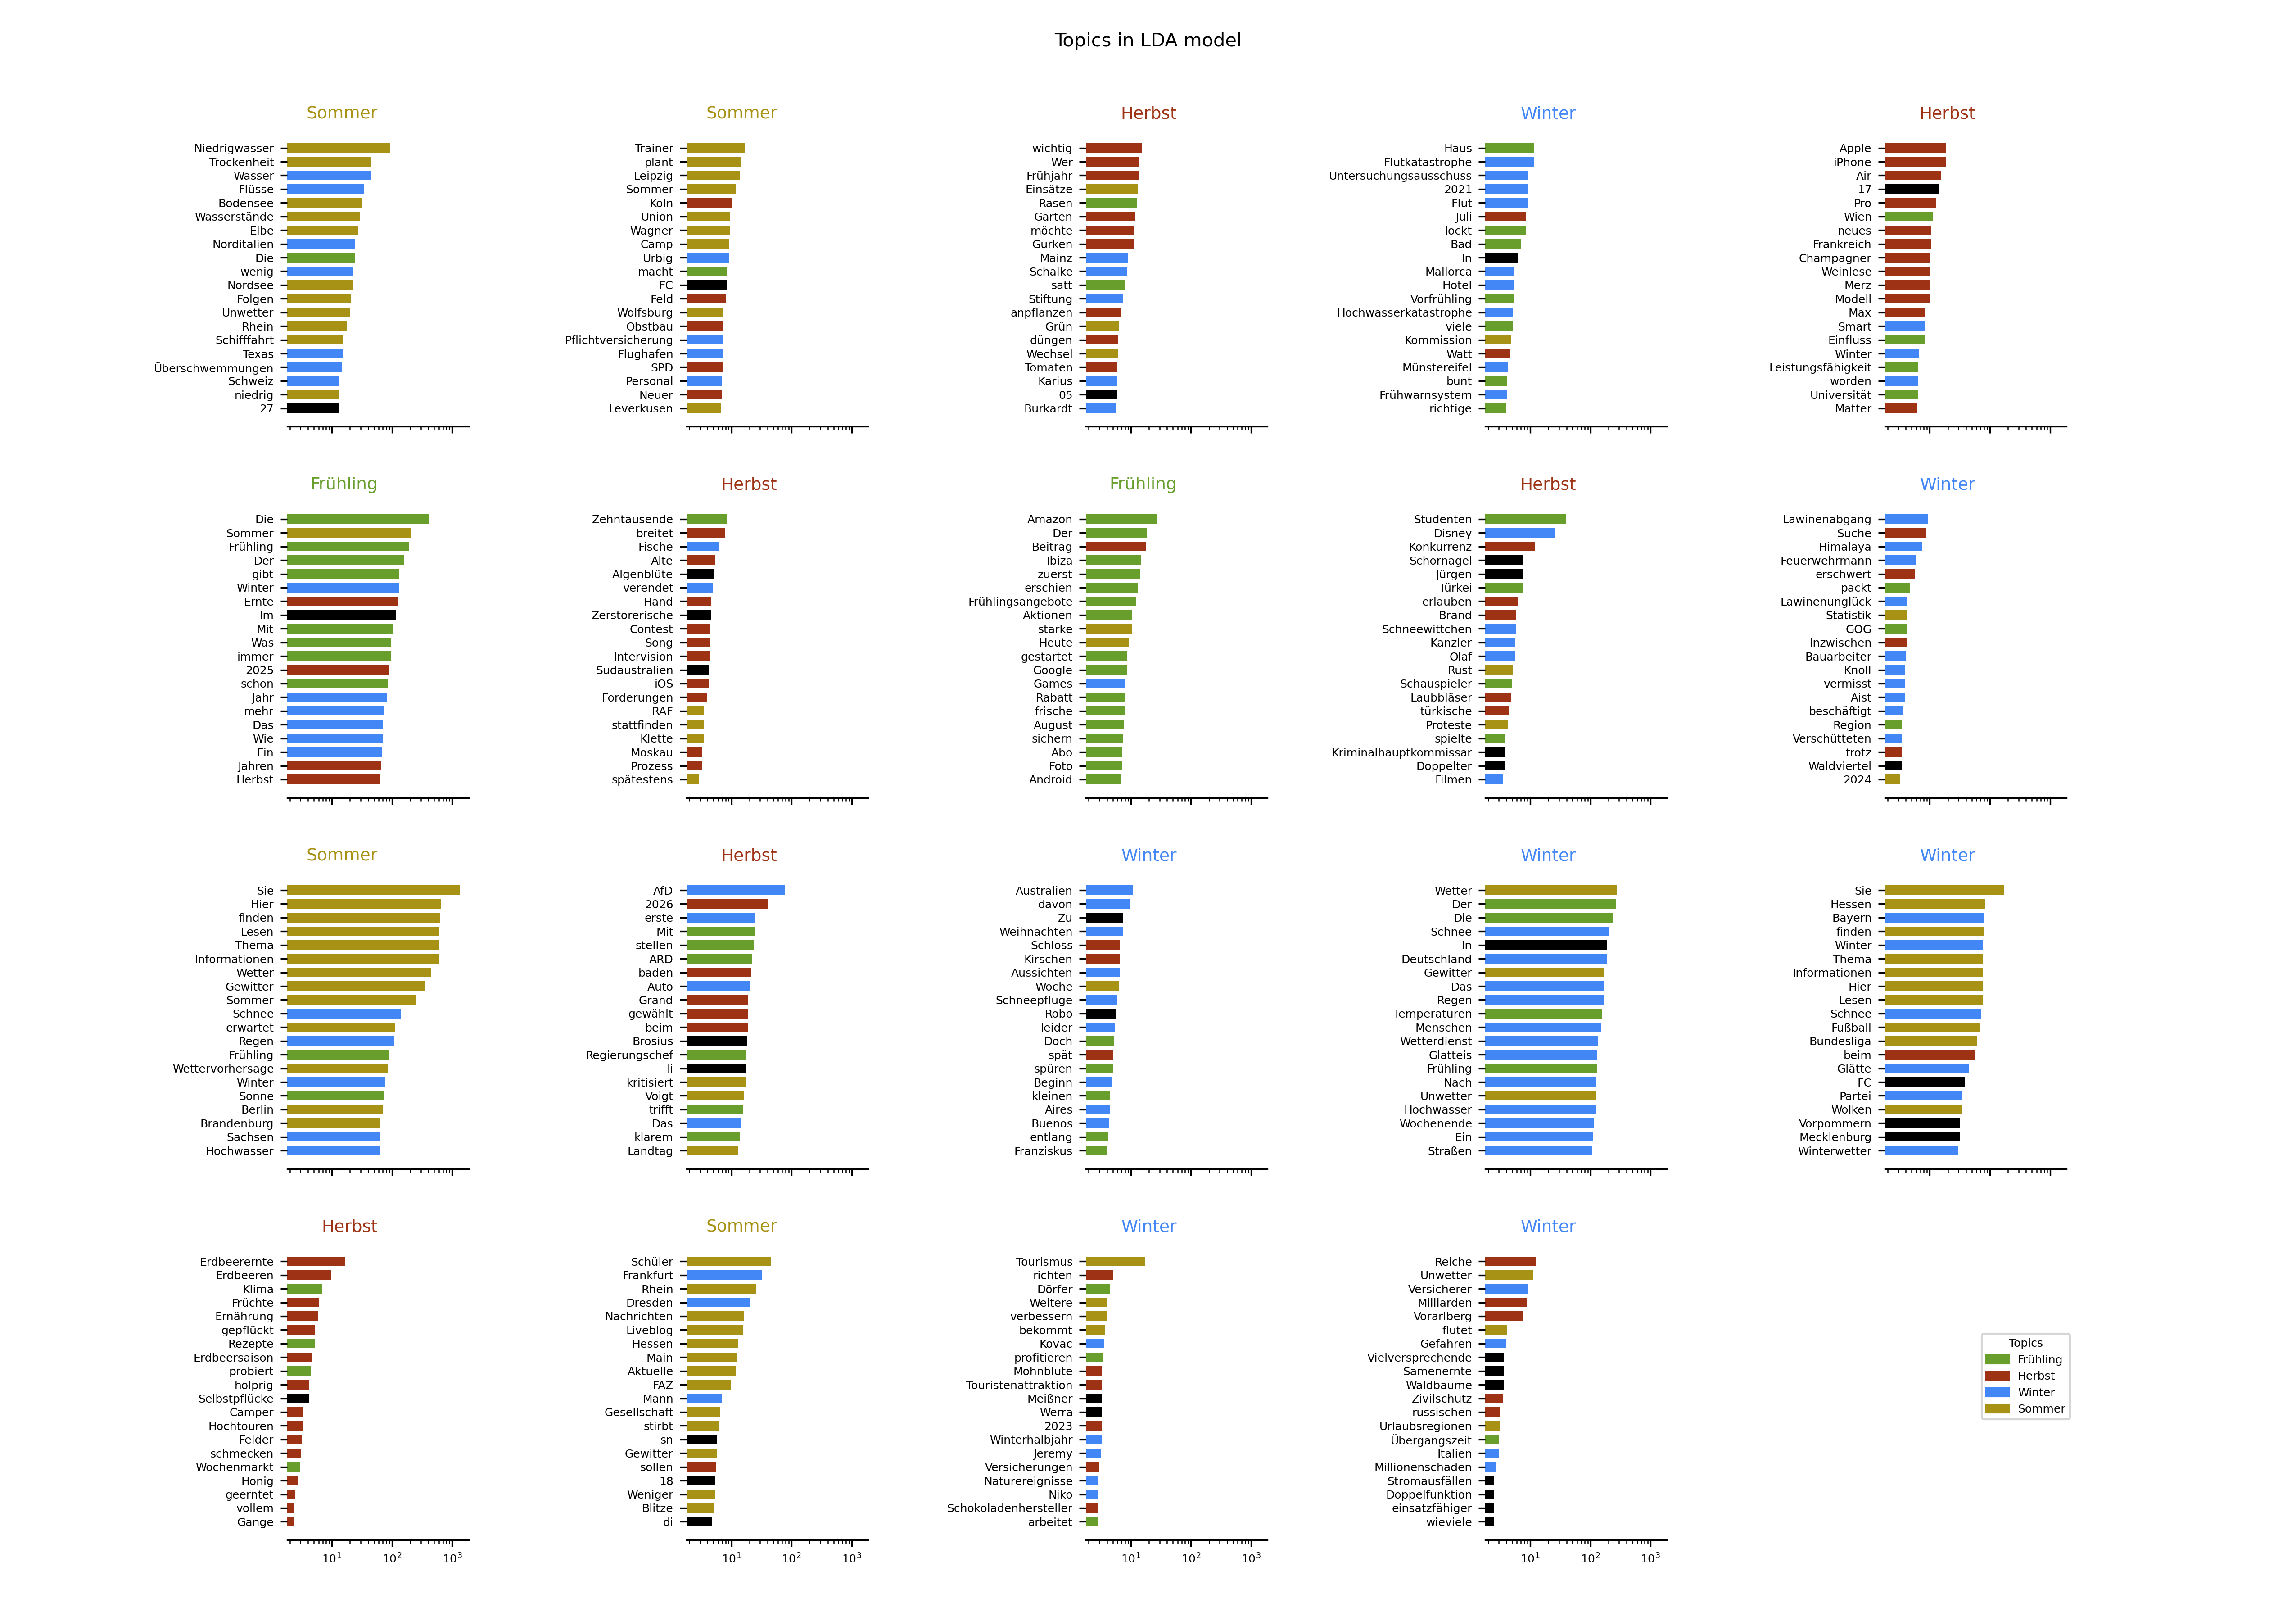 Topics in LDA model
Sommer
Niedrigwasser
Trockenheit
Wasser
Flüsse
Bodensee
Wasserstände
Elbe
Norditalien
Die
wenig
Nordsee
Folgen
Unwetter
Rhein
Schifffahrt
Texas
Überschwemmungen
Schweiz
niedrig
27
Sommer
Trainer
plant
Leipzig
Sommer
Köln
Union
Wagner
Camp
Urbig
macht
FC
Feld
Wolfsburg
Obstbau
Pflichtversicherung
Flughafen
SPD
Personal
Neuer
Leverkusen
Herbst
wichtig
Wer
Frühjahr
Einsätze
Rasen
Garten
möchte
Gurken
Mainz
Schalke
satt
Stiftung
anpflanzen
Grün
düngen
Wechsel
Tomaten
Karius
05
Burkardt
Winter
Haus
Flutkatastrophe
Untersuchungsausschuss
2021
Flut
Juli
lockt
Bad
In
Mallorca
Hotel
Vorfrühling
Hochwasserkatastrophe
viele
Kommission
Watt
Münstereifel
bunt
Frühwarnsystem
richtige
Herbst
Apple
iPhone
Air
17
Pro
Wien
neues
Frankreich
Champagner
Weinlese
Merz
Modell
Max
Smart
Einfluss
Winter
Leistungsfähigkeit
worden
Universität
Matter
Frühling
Die
Sommer
Frühling
Der
gibt
Winter
Ernte
Im
Mit
Was
immer
2025
schon
Jahr
mehr
Das
Wie
Ein
Jahren
Herbst
Herbst
Zehntausende
breitet
Fische
Alte
Algenblüte
verendet
Hand
Zerstörerische
Contest
Song
Intervision
Südaustralien
iOS
Forderungen
RAF
stattfinden
Klette
Moskau
Prozess
spätestens
Frühling
Amazon
Der
Beitrag
Ibiza
zuerst
erschien
Frühlingsangebote
Aktionen
starke
Heute
gestartet
Google
Games
Rabatt
frische
August
sichern
Abo
Foto
Android
Herbst
Studenten
Disney
Konkurrenz
Schornagel
Jürgen
Türkei
erlauben
Brand
Schneewittchen
Kanzler
Olaf
Rust
Schauspieler
Laubbläser
türkische
Proteste
spielte
Kriminalhauptkommissar
Doppelter
Filmen
Winter
Lawinenabgang
Suche
Himalaya
Feuerwehrmann
erschwert
packt
Lawinenunglück
Statistik
GOG
Inzwischen
Bauarbeiter
Knoll
vermisst
Aist
beschäftigt
Region
Verschütteten
trotz
Waldviertel
2024
Sommer
Sie
Hier
finden
Lesen
Thema
Informationen
Wetter
Gewitter
Sommer
Schnee
erwartet
Regen
Frühling
Wettervorhersage
Winter
Sonne
Berlin
Brandenburg
Sachsen
Hochwasser
Herbst
AfD
2026
erste
Mit
stellen
ARD
baden
Auto
Grand
gewählt
beim
Brosius
Regierungschef
li
kritisiert
Voigt
trifft
Das
klarem
Landtag
Winter
Australien
davon
Zu
Weihnachten
Schloss
Kirschen
Aussichten
Woche
Schneepflüge
Robo
leider
Doch
spät
spüren
Beginn
kleinen
Aires
Buenos
entlang
Franziskus
Winter
Wetter
Der
Die
Schnee
In
Deutschland
Gewitter
Das
Regen
Temperaturen
Menschen
Wetterdienst
Glatteis
Frühling
Nach
Unwetter
Hochwasser
Wochenende
Ein
Straßen
Winter
Sie
Hessen
Bayern
finden
Winter
Thema
Informationen
Hier
Lesen
Schnee
Fußball
Bundesliga
beim
Glätte
FC
Partei
Wolken
Vorpommern
Mecklenburg
Winterwetter
Herbst
Erdbeerernte
Erdbeeren
Klima
Früchte
Ernährung
gepflückt
Rezepte
Erdbeersaison
probiert
holprig
Selbstpflücke
Camper
Hochtouren
Felder
schmecken
Wochenmarkt
Honig
geerntet
vollem
Gange
10¹ 10² 10³
Sommer
Schüler
Frankfurt
Rhein
Dresden
Nachrichten
Liveblog
Hessen
Main
Aktuelle
FAZ
Mann
Gesellschaft
stirbt
sn
Gewitter
sollen
18
Weniger
Blitze
di
10¹ 10² 10³
Winter
Tourismus
richten
Dörfer
Weitere
verbessern
bekommt
Kovac
profitieren
Mohnblüte
Touristenattraktion
Meißner
Werra
2023
Winterhalbjahr
Jeremy
Versicherungen
Naturereignisse
Niko
Schokoladenhersteller
arbeitet
10¹ 10² 10³
Winter
Reiche
Unwetter
Versicherer
Milliarden
Vorarlberg
flutet
Gefahren
Vielversprechende
Samenernte
Waldbäume
Zivilschutz
russischen
Urlaubsregionen
Übergangszeit
Italien
Millionenschäden
Stromausfällen
Doppelfunktion
einsatzfähiger
wieviele
10¹ 10² 10³
Topics
Frühling
Herbst
Winter
Sommer